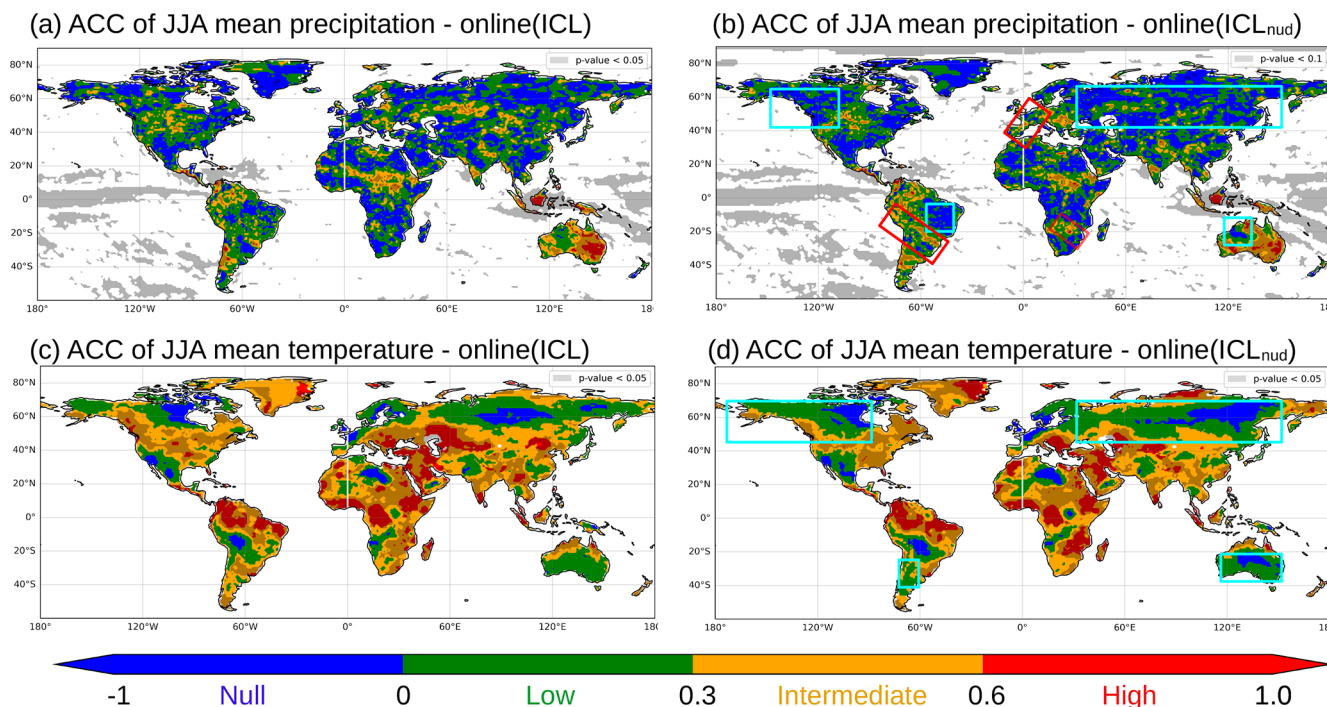 (a) ACC of JJA mean precipitation - online(ICL)
(b) ACC of JJA mean precipitation - online(ICLnud)
p-value < 0.05
p-value < 0.1
80°N
60°N
40°N
20°N
0°
20°S
40°S
180° 120°W 60°W 0° 60°E 120°E 180°
80°N
60°N
40°N
20°N
0°
20°S
40°S
180° 120°W 60°W 0° 60°E 120°E 18
(c) ACC of JJA mean temperature - online(ICL)
(d) ACC of JJA mean temperature - online(ICLnud)
p-value < 0.05
p-value < 0.05
80°N
60°N
40°N
20°N
0°
20°S
40°S
180° 120°W 60°W 0° 60°E 120°E 180°
80°N
60°N
40°N
20°N
0°
20°S
40°S
180° 120°W 60°W 0° 60°E 120°E 18
-1 Null 0 Low 0.3 Intermediate 0.6 High 1.0